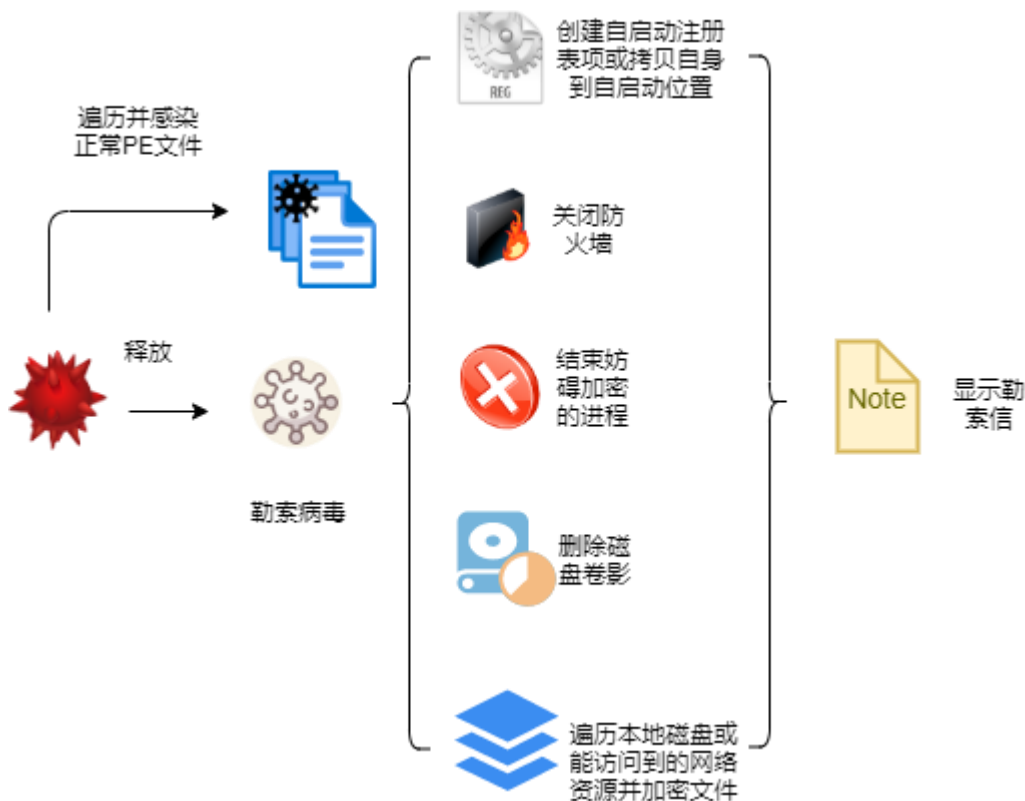 创建自启动注册
表项或拷贝自身
到自启动位置
REG
遍历并感染
正常PE文件
关闭防
火墙
释放
结束妨
碍加密
的进程
Note
显示勒
索信
勒索病毒
删除磁
盘卷影
遍历本地磁盘或
能访问到的网络
资源并加密文件